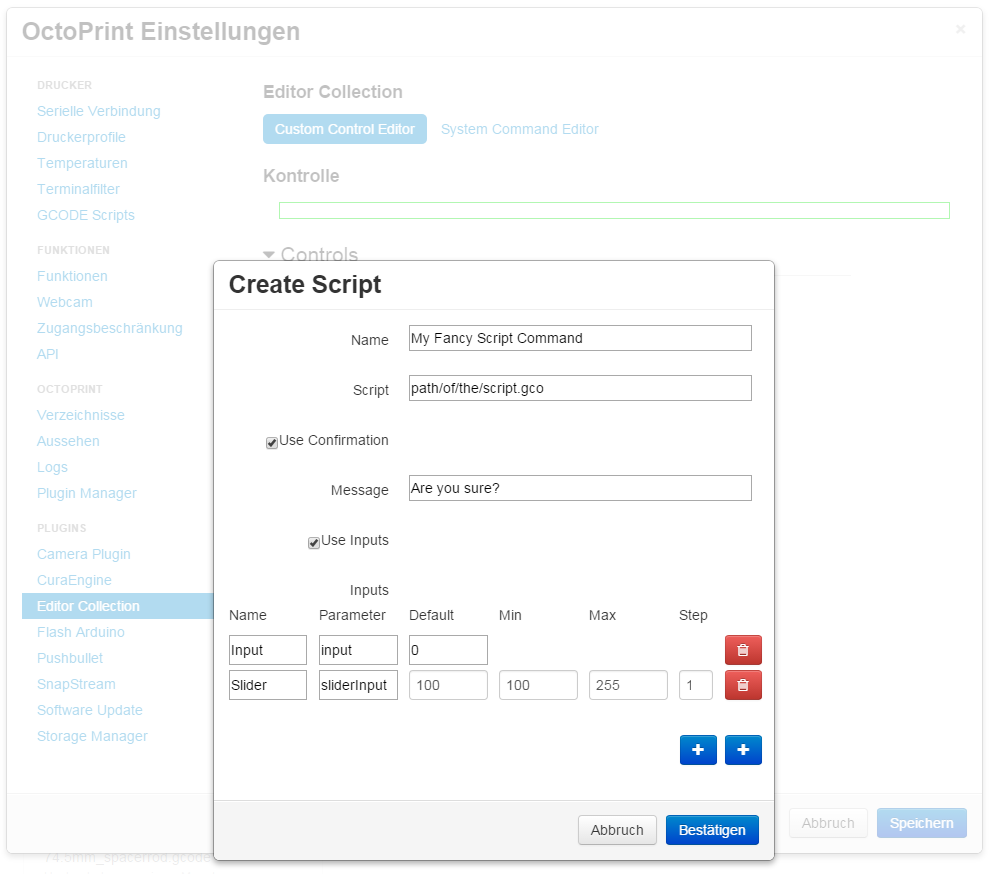 OctoPrint Einstellungen
×
DRUCKER
Serielle Verbindung
Druckerprofile
Temperaturen
Terminalfilter
GCODE Scripts
FUNKTIONEN
Funktionen
Webcam
Zugangsbeschränkung
API
OCTOPRINT
Verzeichnisse
Aussehen
Logs
Plugin Manager
PLUGINS
Camera Plugin
CuraEngine
Editor Collection
Flash Arduino
Pushbullet
SnapStream
Software Update
Storage Manager
Editor Collection
Custom Control Editor System Command Editor
Kontrolle
Controls
Create Script
Name My Fancy Script Command
Script path/of/the/script.gco
Use Confirmation
Message Are you sure?
Use Inputs
Inputs
Name Parameter Default Min Max Step
Input input 0
Slider sliderInput 100 100 255 1
Abbruch Bestätigen
Abbruch Speichern
74.5mm_spacerrod.gcode